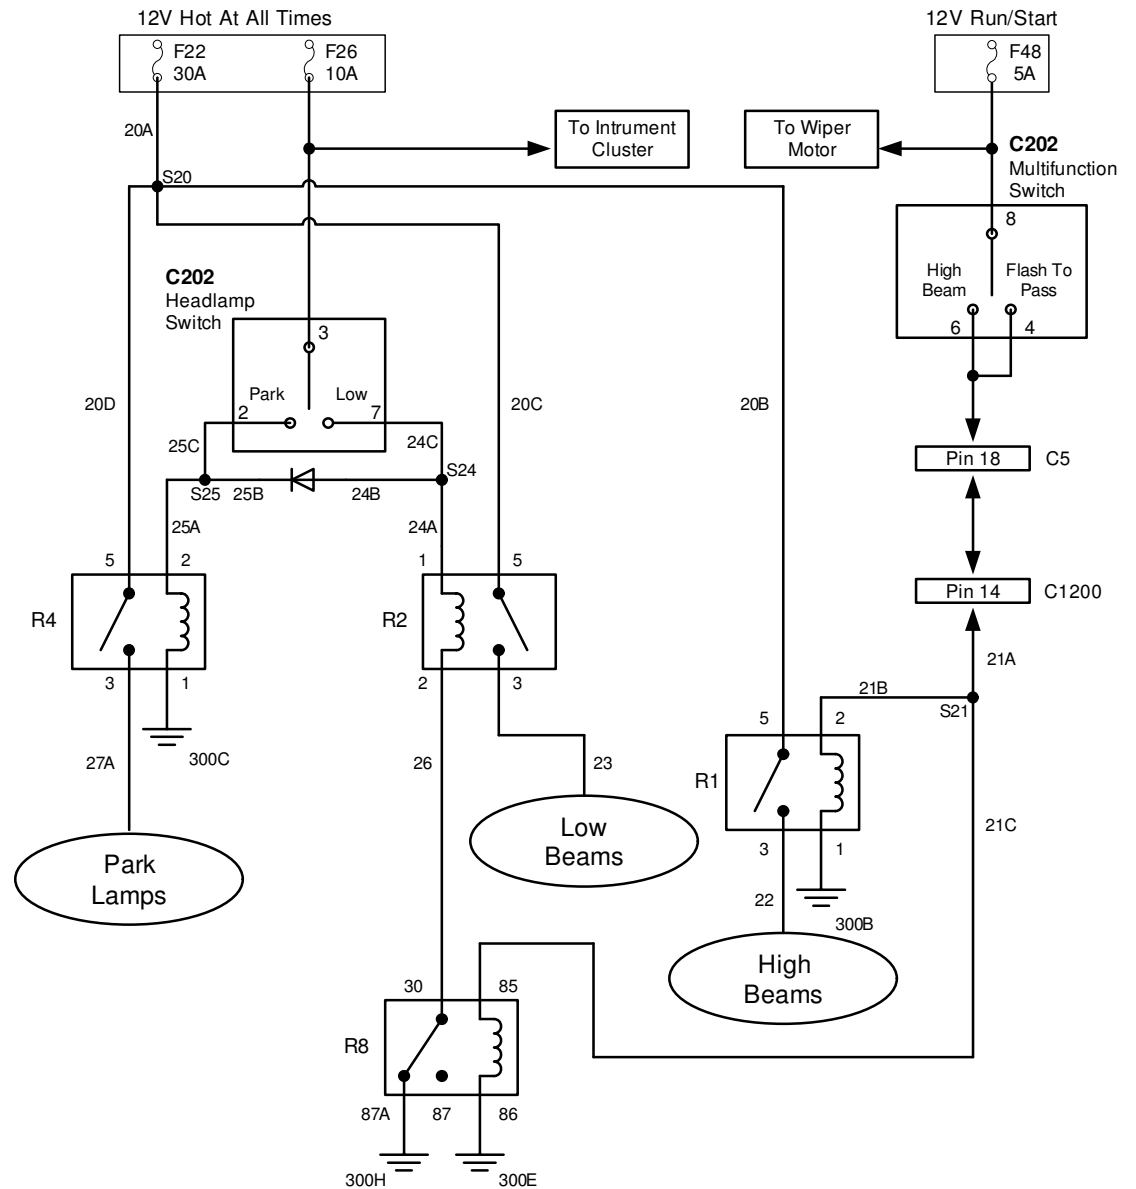 12V Hot At All Times
12V Run/Start
F22
30A
F26
10A
F48
5A
20A
To Intrument
Cluster
To Wiper
Motor
C202
Multifunction
Switch
S20
8
High
Beam
Flash To
Pass
6
4
C202
Headlamp
Switch
3
Park
Low
2
7
20D
20C
20B
25C
24C
Pin 18
C5
S24
S25
25B
24B
25A
24A
5
2
1
5
Pin 14
C1200
R4
R2
3
1
2
3
21A
21B
S21
5
2
300C
27A
26
23
R1
21C
Low
Beams
3
1
Park
Lamps
22
300B
High
Beams
30
85
R8
87A
87
86
300H
300E